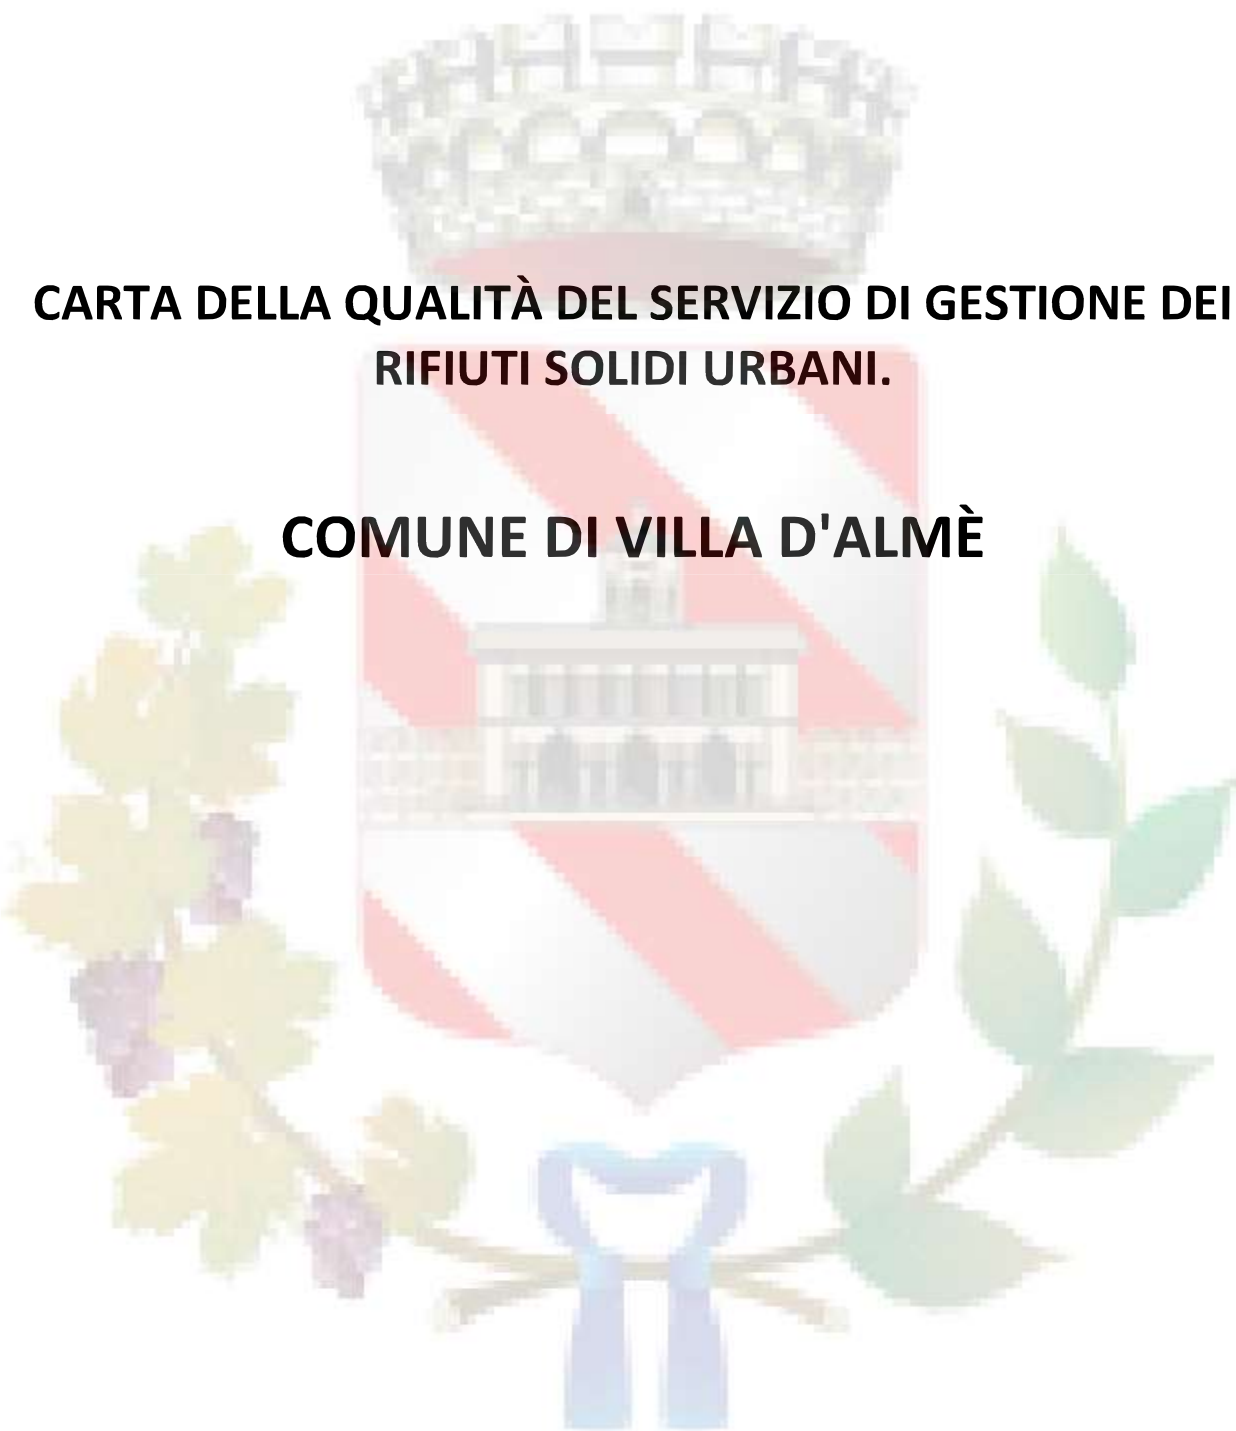 CARTA DELLA QUALITÀ DEL SERVIZIO DI GESTIONE DEI
RIFIUTI SOLIDI URBANI.
COMUNE DI VILLA D'ALMÈ